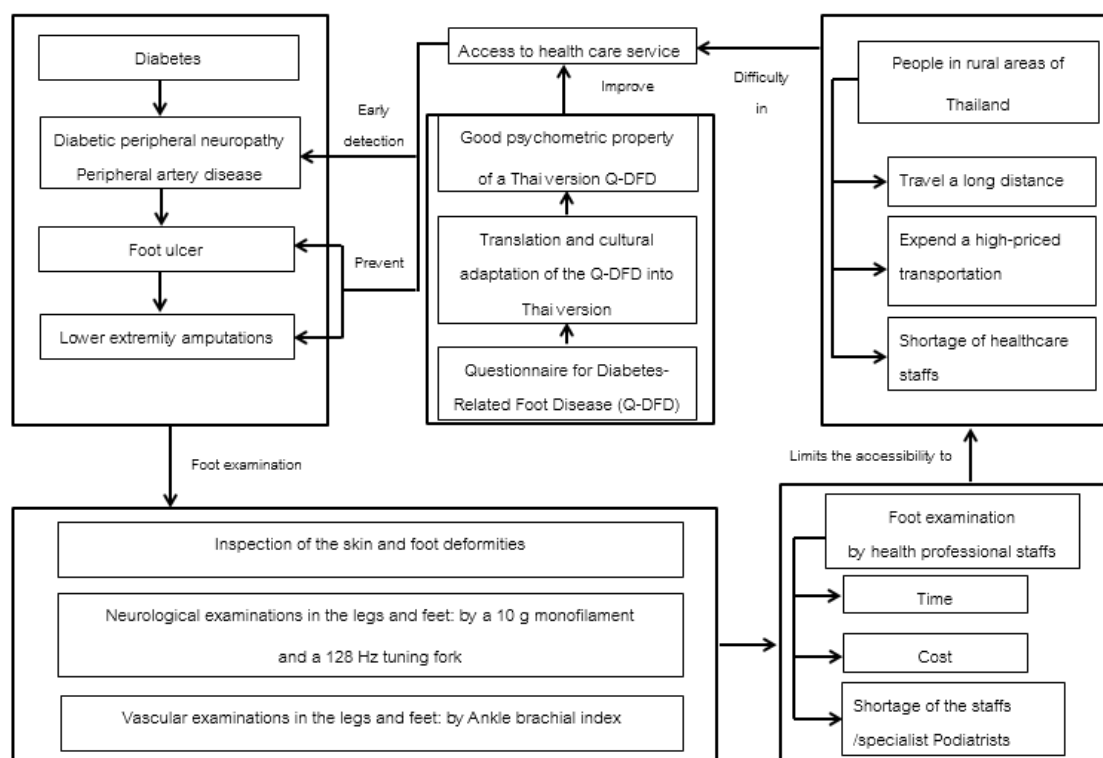 Diabetes
Diabetic peripheral neuropathy
Peripheral artery disease
Foot ulcer
Lower extremity amputations
Early
detection
Prevent
Access to health care service
Improve
Good psychometric property
of a Thai version Q-DFD
Translation and cultural
adaptation of the Q-DFD into
Thai version
Questionnaire for Diabetes-
Related Foot Disease (Q-DFD)
Difficulty
in
People in rural areas of
Thailand
Travel a long distance
Expend a high-priced
transportation
Shortage of healthcare
staffs
Foot examination
Limits the accessibility to
Inspection of the skin and foot deformities
Neurological examinations in the legs and feet: by a 10 g monofilament
and a 128 Hz tuning fork
Vascular examinations in the legs and feet: by Ankle brachial index
Foot examination
by health professional staffs
Time
Cost
Shortage of the staffs
/specialist Podiatrists